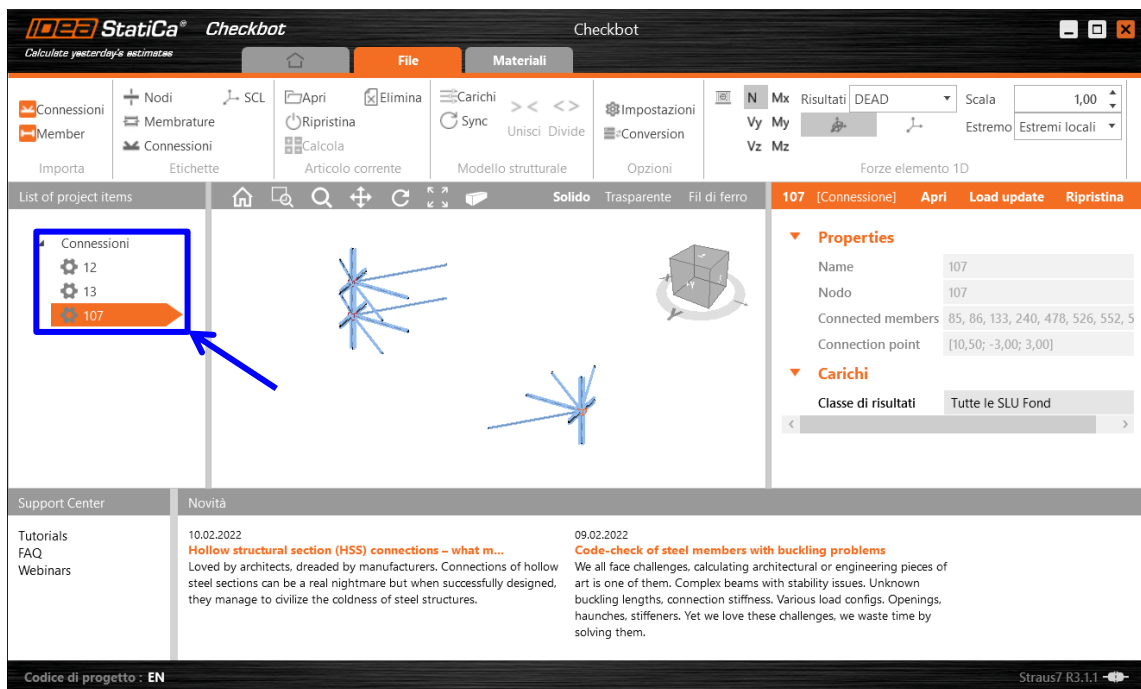 IDEA StatiCa® Checkbot
Checkbot
Calculate yesterday's estimates
File
Materiali
Connessioni
Member
Importa
Nodi
SCL
Membrature
Connessioni
Etichette
Apri
Elimina
Ripristina
Calcola
Articolo corrente
Carichi
Sync
Unisci Divide
Modello strutturale
Impostazioni
Conversion
Opzioni
N Mx
Vy My
Vz Mz
Risultati DEAD
Scala 1,00
Estremo Estremi locali
Forze elemento 1D
List of project items
Solido Trasparente Fil di ferro
107 [Connessione] Apri Load update Ripristina
Connessioni
12
13
107
Properties
Name 107
Nodo 107
Connected members 85, 86, 133, 240, 478, 526, 552, 5
Connection point [10,50; -3,00; 3,00]
Carichi
Classe di risultati Tutte le SLU Fond
Support Center
Tutorials
FAQ
Webinars
Novità
10.02.2022
Hollow structural section (HSS) connections – what m...
Loved by architects, dreaded by manufacturers. Connections of hollow
steel sections can be a real nightmare but when successfully designed,
they manage to civilize the coldness of steel structures.
09.02.2022
Code-check of steel members with buckling problems
We all face challenges, calculating architectural or engineering pieces of
art is one of them. Complex beams with stability issues. Unknown
buckling lengths, connection stiffness. Various load configs. Openings,
haunches, stiffeners. Yet we love these challenges, we waste time by
solving them.
Codice di progetto : EN
Straus7 R3.1.1